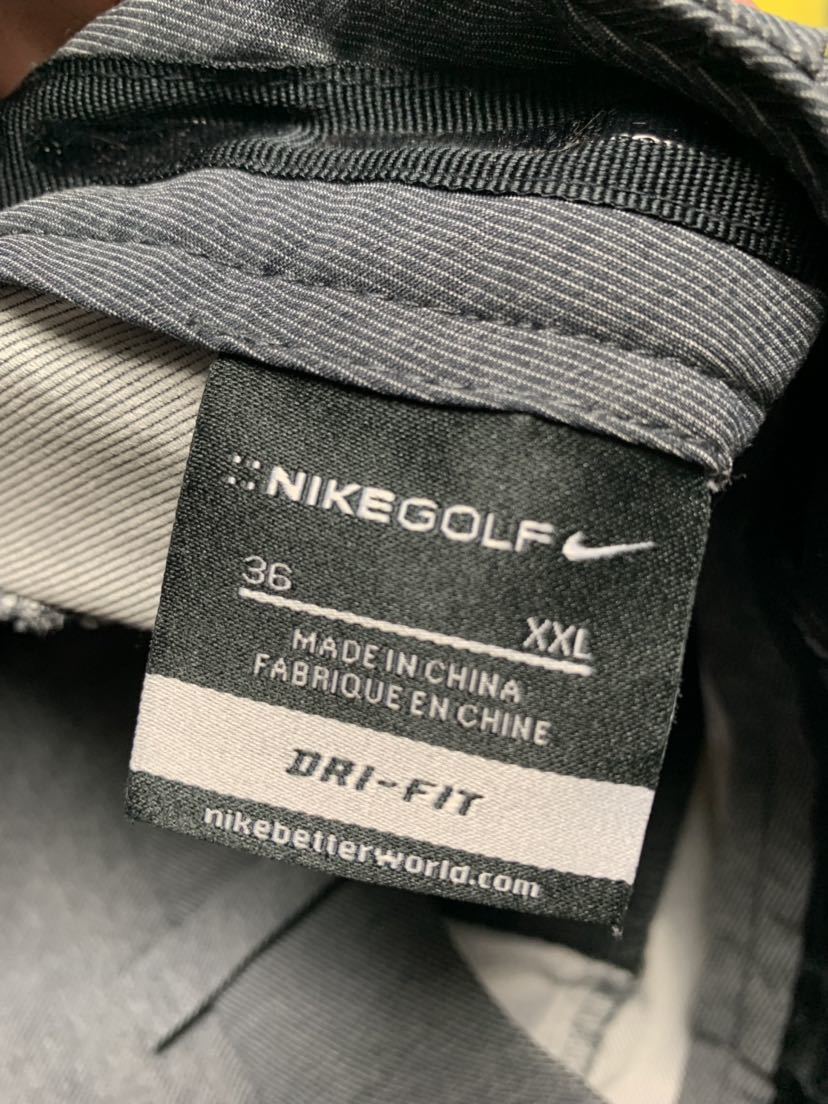 NIKEGOLF
36
XXL
MADE IN CHINA
FABRIQUE EN CHINE
DRI-FIT
nikebetterworld.com